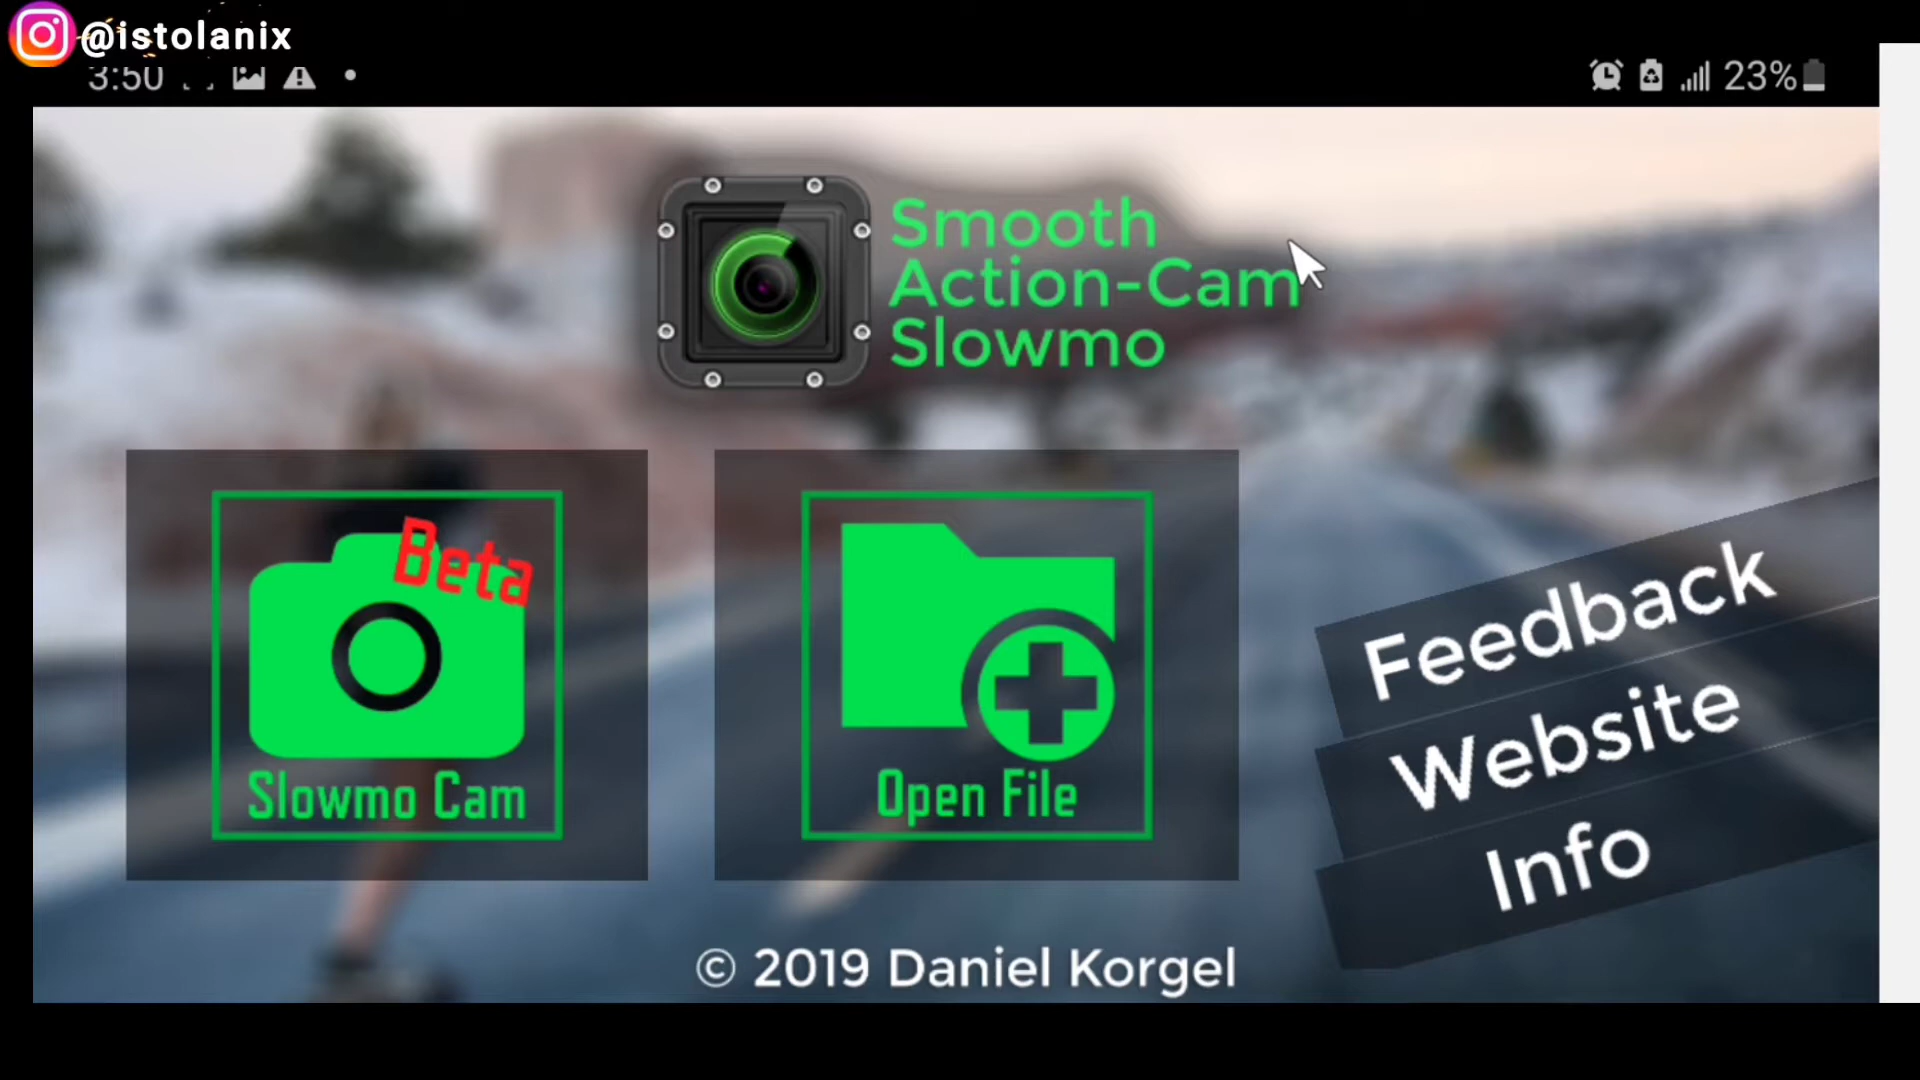 @istolanix
3:50
23%
Smooth
Action-Cam
Slowmo
Beta
Slowmo Cam
Open File
Feedback
Website
Info
© 2019 Daniel Korgel